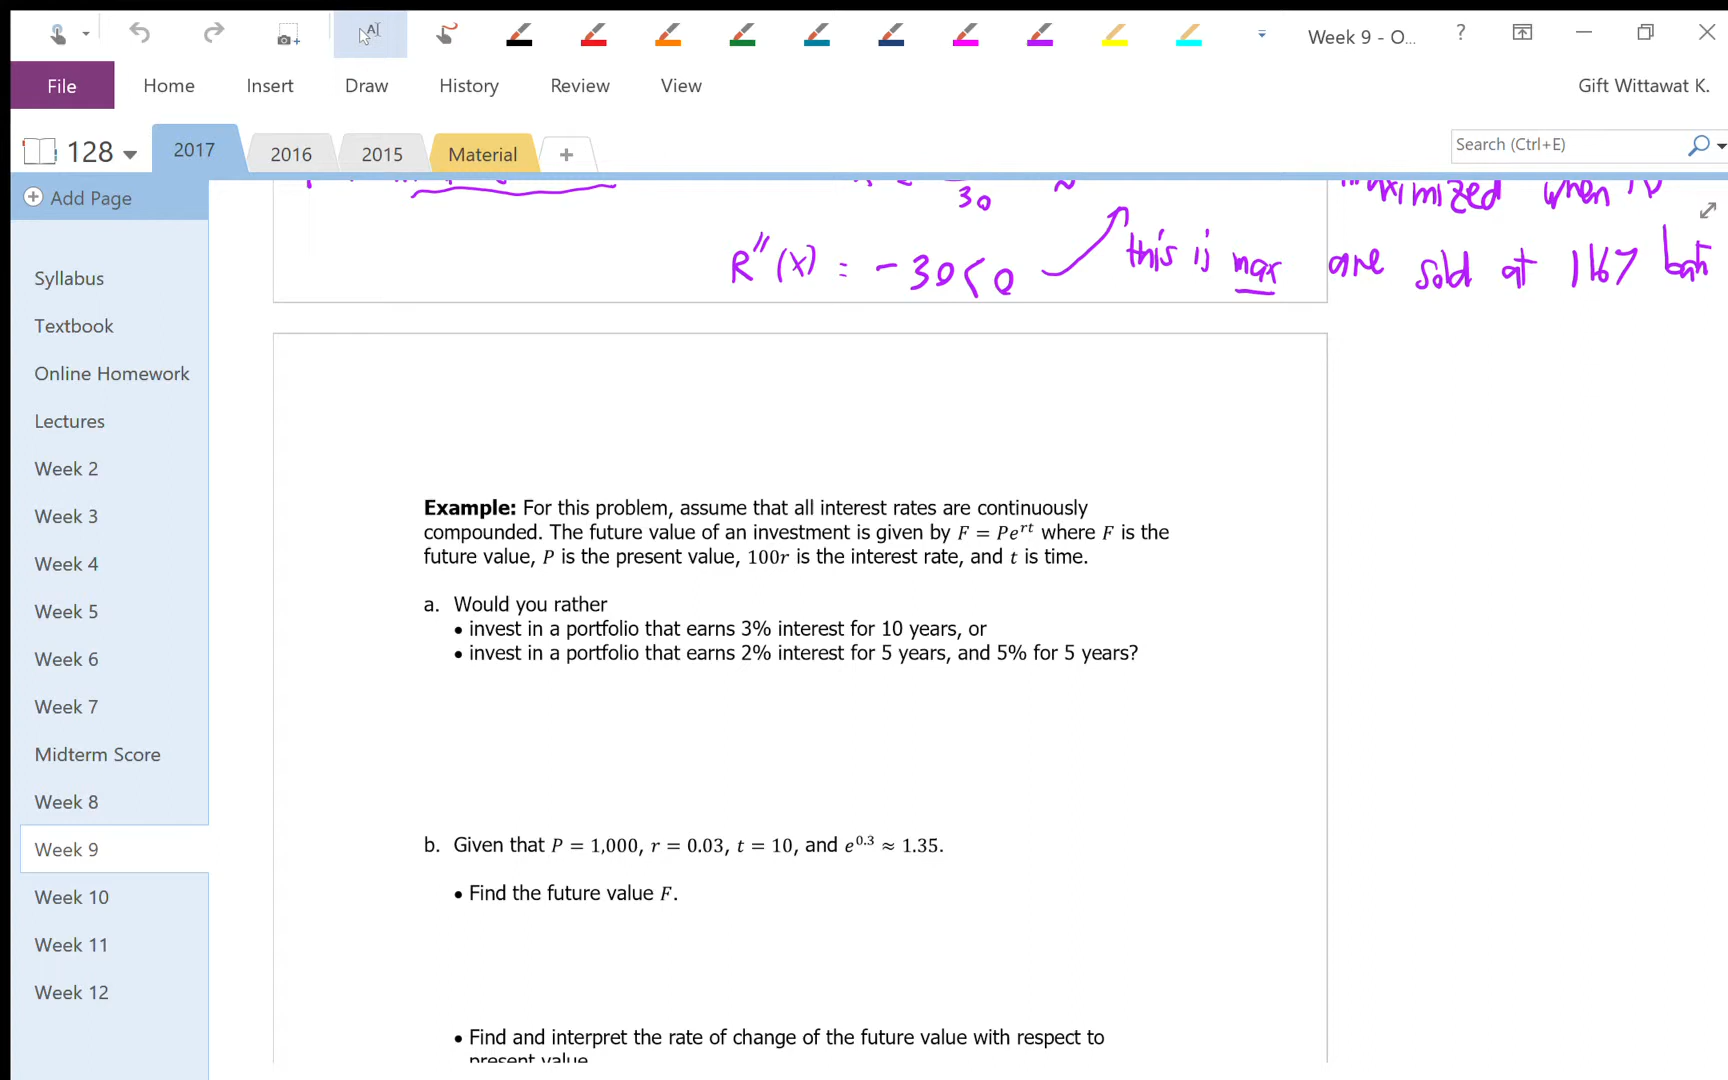 Week 9 - O...
?
File
Home
Insert
Draw
History
Review
View
Gift Wittawat K.
128
2017
2016
2015
Material
Search (Ctrl+E)
Add Page
Syllabus
Textbook
Online Homework
Lectures
Week 2
Week 3
Week 4
Week 5
Week 6
Week 7
Midterm Score
Week 8
Week 9
Week 10
Week 11
Week 12
30 ≈
maximized when
R''(x) = -30 < 0 this is max are sold at 167 bath
Example: For this problem, assume that all interest rates are continuously
compounded. The future value of an investment is given by F = Pe^{rt} where F is the
future value, P is the present value, 100r is the interest rate, and t is time.
a. Would you rather
• invest in a portfolio that earns 3% interest for 10 years, or
• invest in a portfolio that earns 2% interest for 5 years, and 5% for 5 years?
b. Given that P = 1,000, r = 0.03, t = 10, and e^{0.3} ≈ 1.35.
• Find the future value F.
• Find and interpret the rate of change of the future value with respect to
present value.